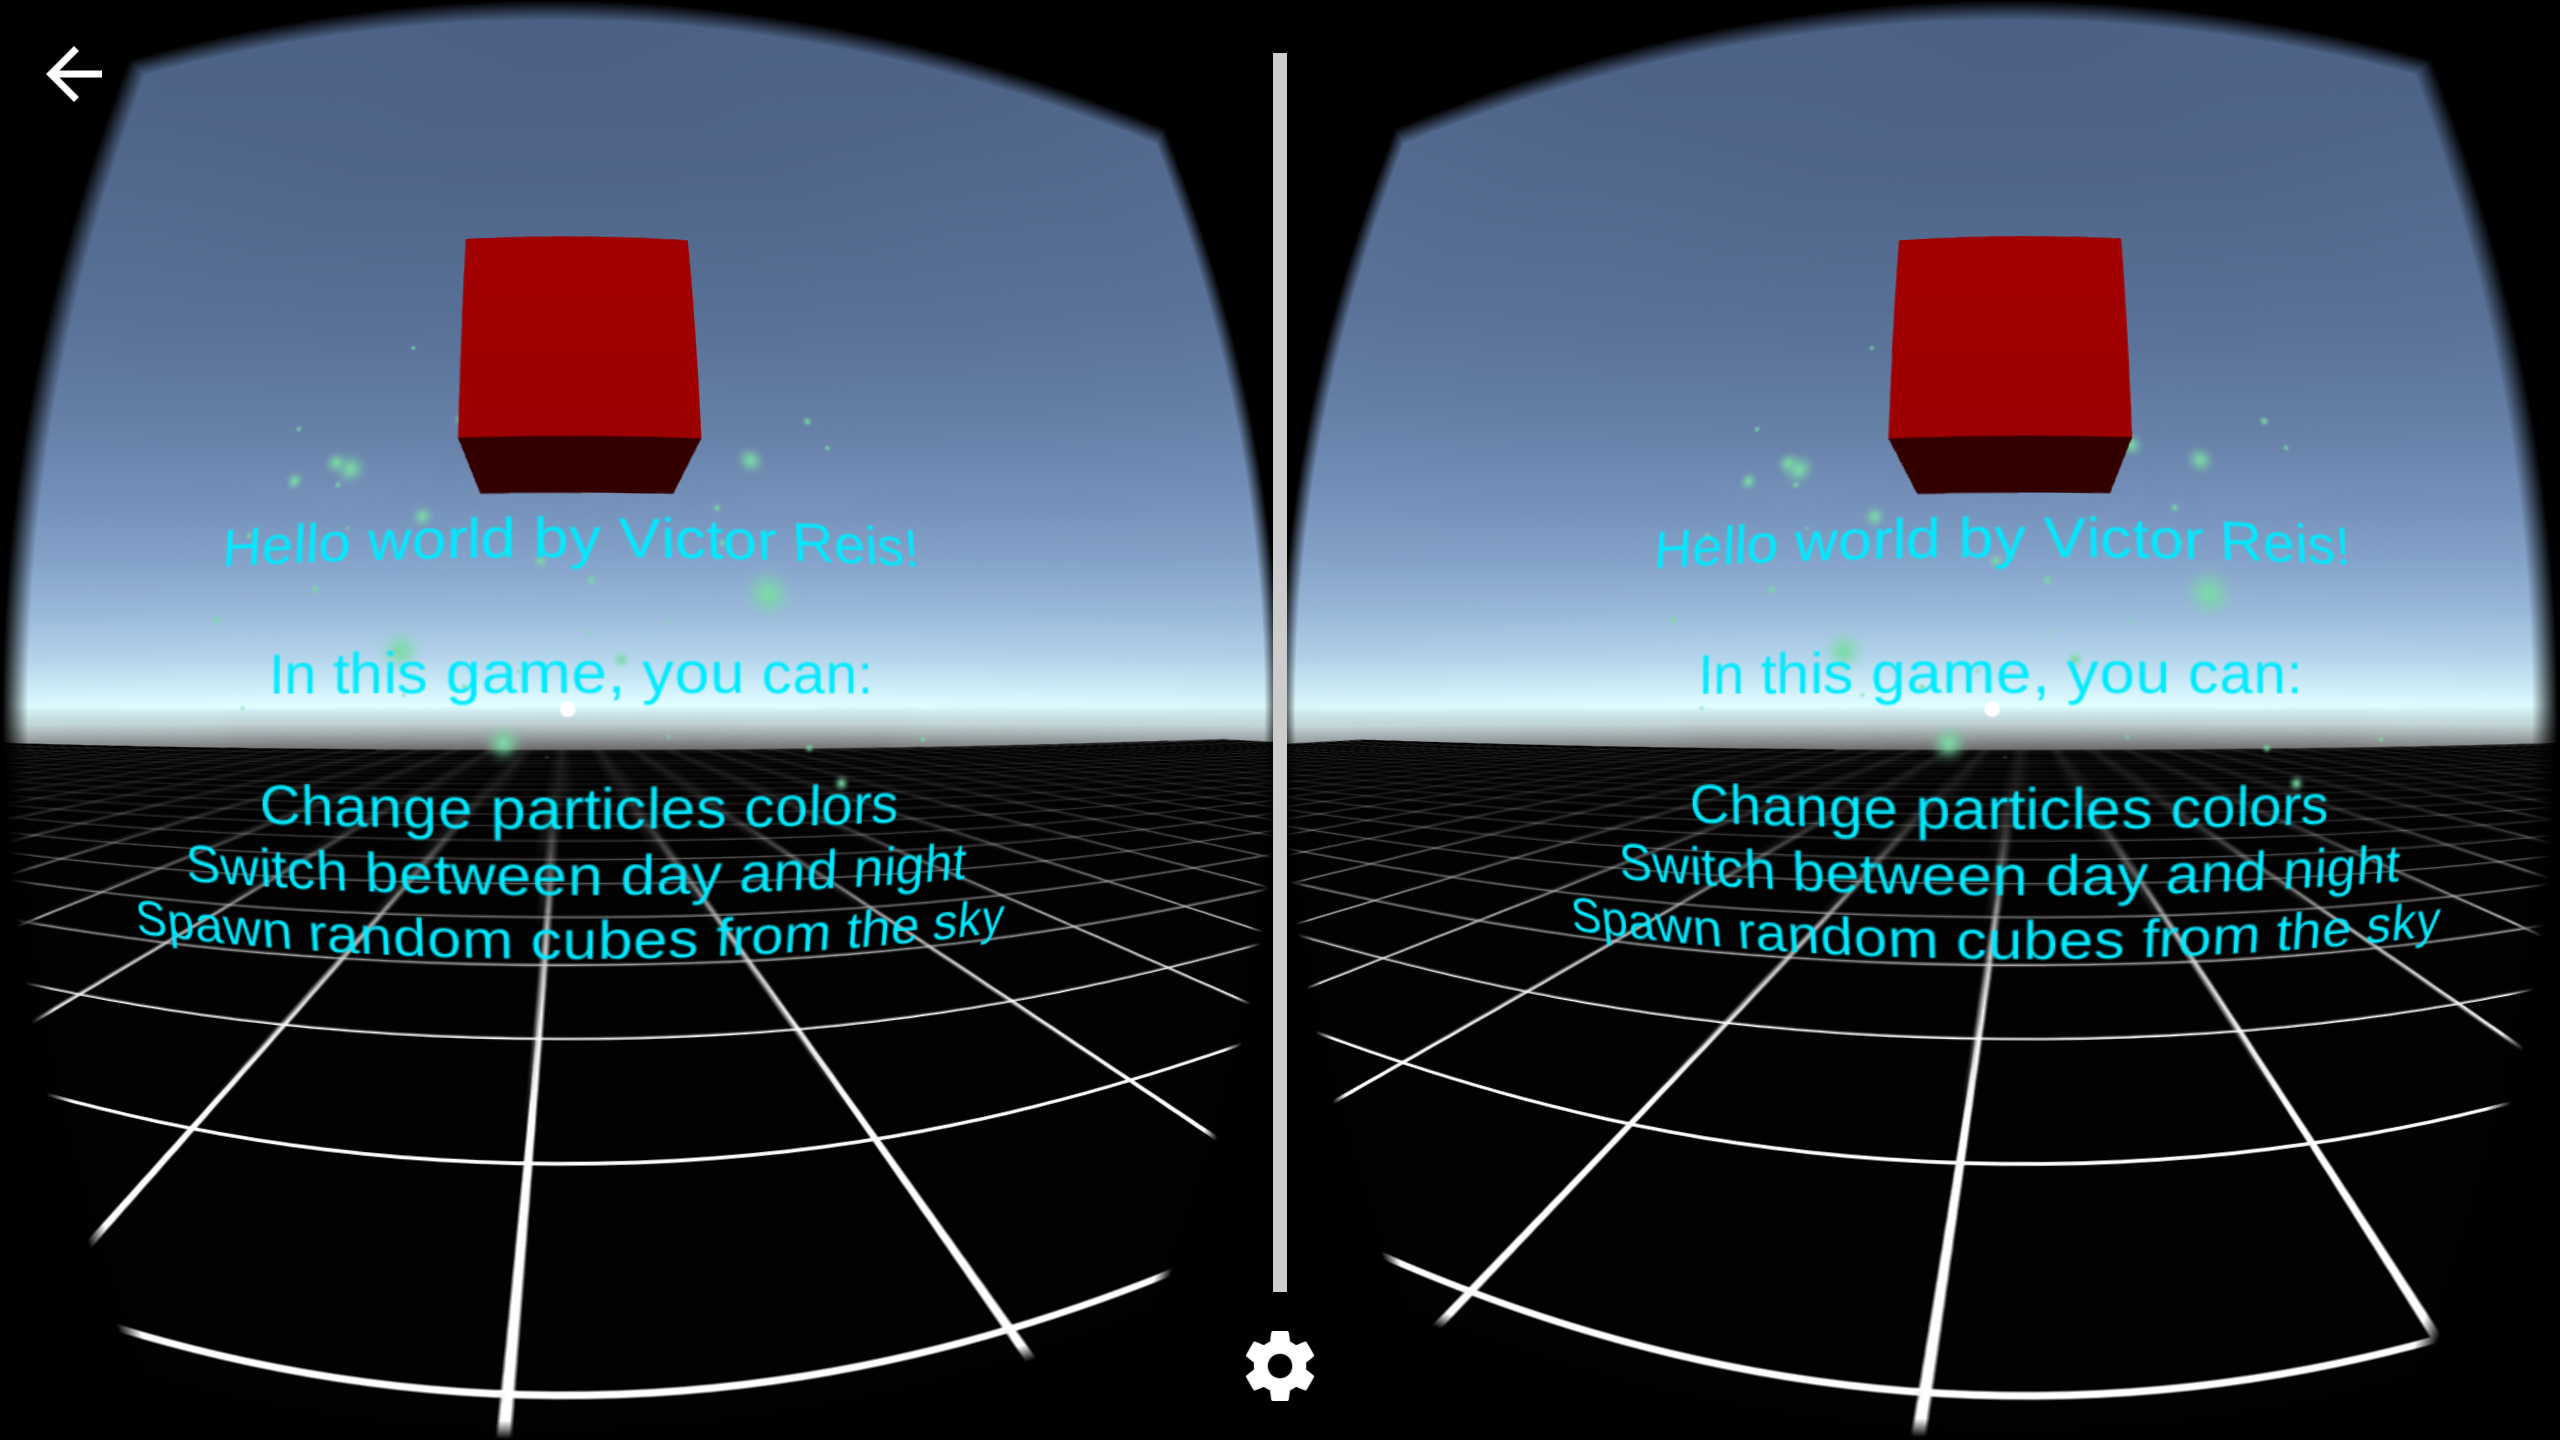 Hello world by Victor Reis!
In this game, you can:
Change particles colors
Switch between day and night
Spawn random cubes from the sky
Hello world by Victor Reis!
In this game, you can:
Change particles colors
Switch between day and night
Spawn random cubes from the sky